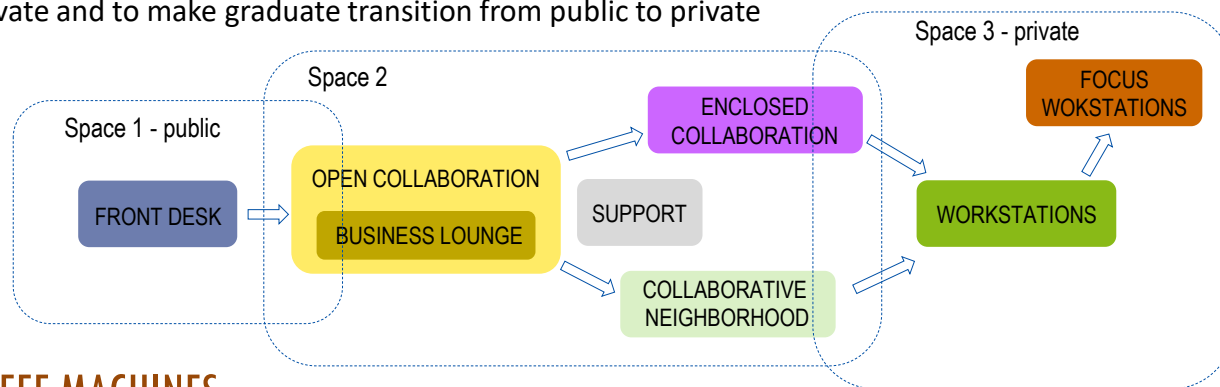 vate and to make graduate transition from public to private
Space 3 - private
Space 2
FOCUS
WOKSTATIONS
ENCLOSED
COLLABORATION
Space 1 - public
OPEN COLLABORATION
FRONT DESK
SUPPORT
WORKSTATIONS
BUSINESS LOUNGE
COLLABORATIVE
NEIGHBORHOOD
MACHINES